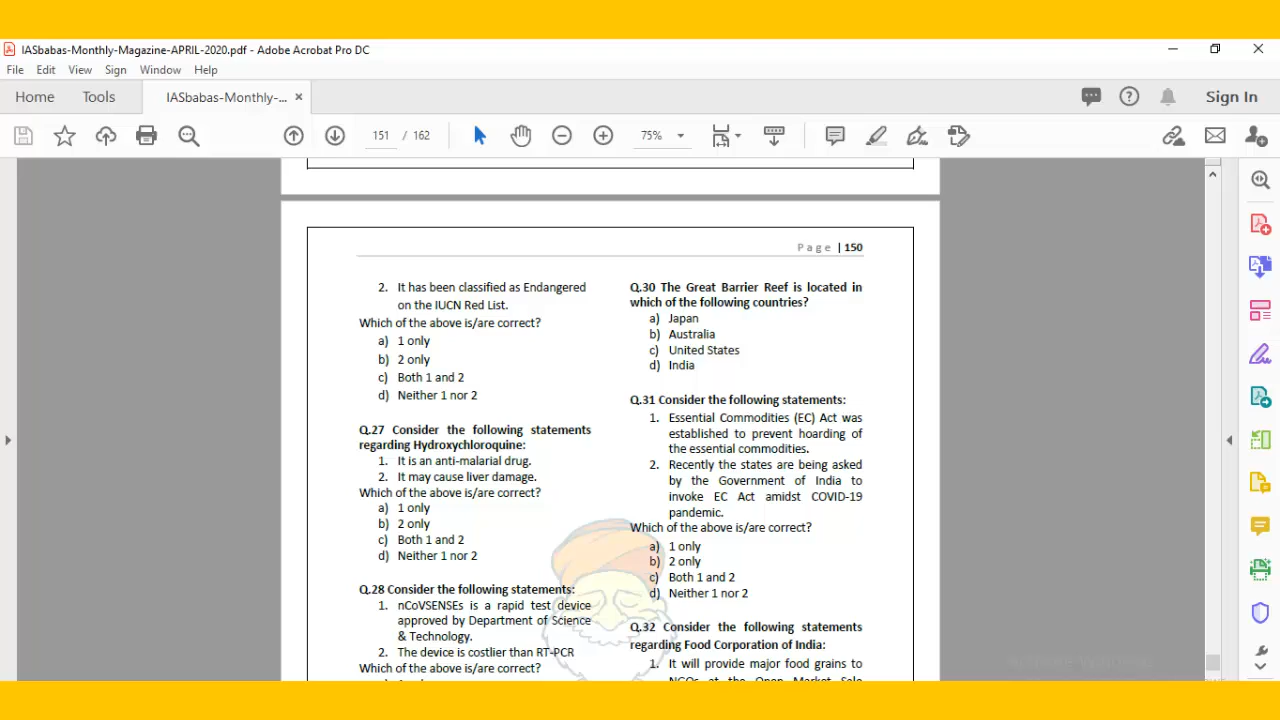 IASbabas-Monthly-Magazine-APRIL-2020.pdf - Adobe Acrobat Pro DC
File Edit View Sign Window Help
Home Tools IASbabas-Monthly-... × Sign In
151 / 162 75%
Page | 150
2. It has been classified as Endangered
on the IUCN Red List.
Which of the above is/are correct?
a) 1 only
b) 2 only
c) Both 1 and 2
d) Neither 1 nor 2
Q.27 Consider the following statements
regarding Hydroxychloroquine:
1. It is an anti-malarial drug.
2. It may cause liver damage.
Which of the above is/are correct?
a) 1 only
b) 2 only
c) Both 1 and 2
d) Neither 1 nor 2
Q.28 Consider the following statements:
1. nCoVSENSEs is a rapid test device
approved by Department of Science
& Technology.
2. The device is costlier than RT-PCR
Which of the above is/are correct?
Q.30 The Great Barrier Reef is located in
which of the following countries?
a) Japan
b) Australia
c) United States
d) India
Q.31 Consider the following statements:
1. Essential Commodities (EC) Act was
established to prevent hoarding of
the essential commodities.
2. Recently the states are being asked
by the Government of India to
invoke EC Act amidst COVID-19
pandemic.
Which of the above is/are correct?
a) 1 only
b) 2 only
c) Both 1 and 2
d) Neither 1 nor 2
Q.32 Consider the following statements
regarding Food Corporation of India:
1. It will provide major food grains to
NGOs at the Open Market Sale